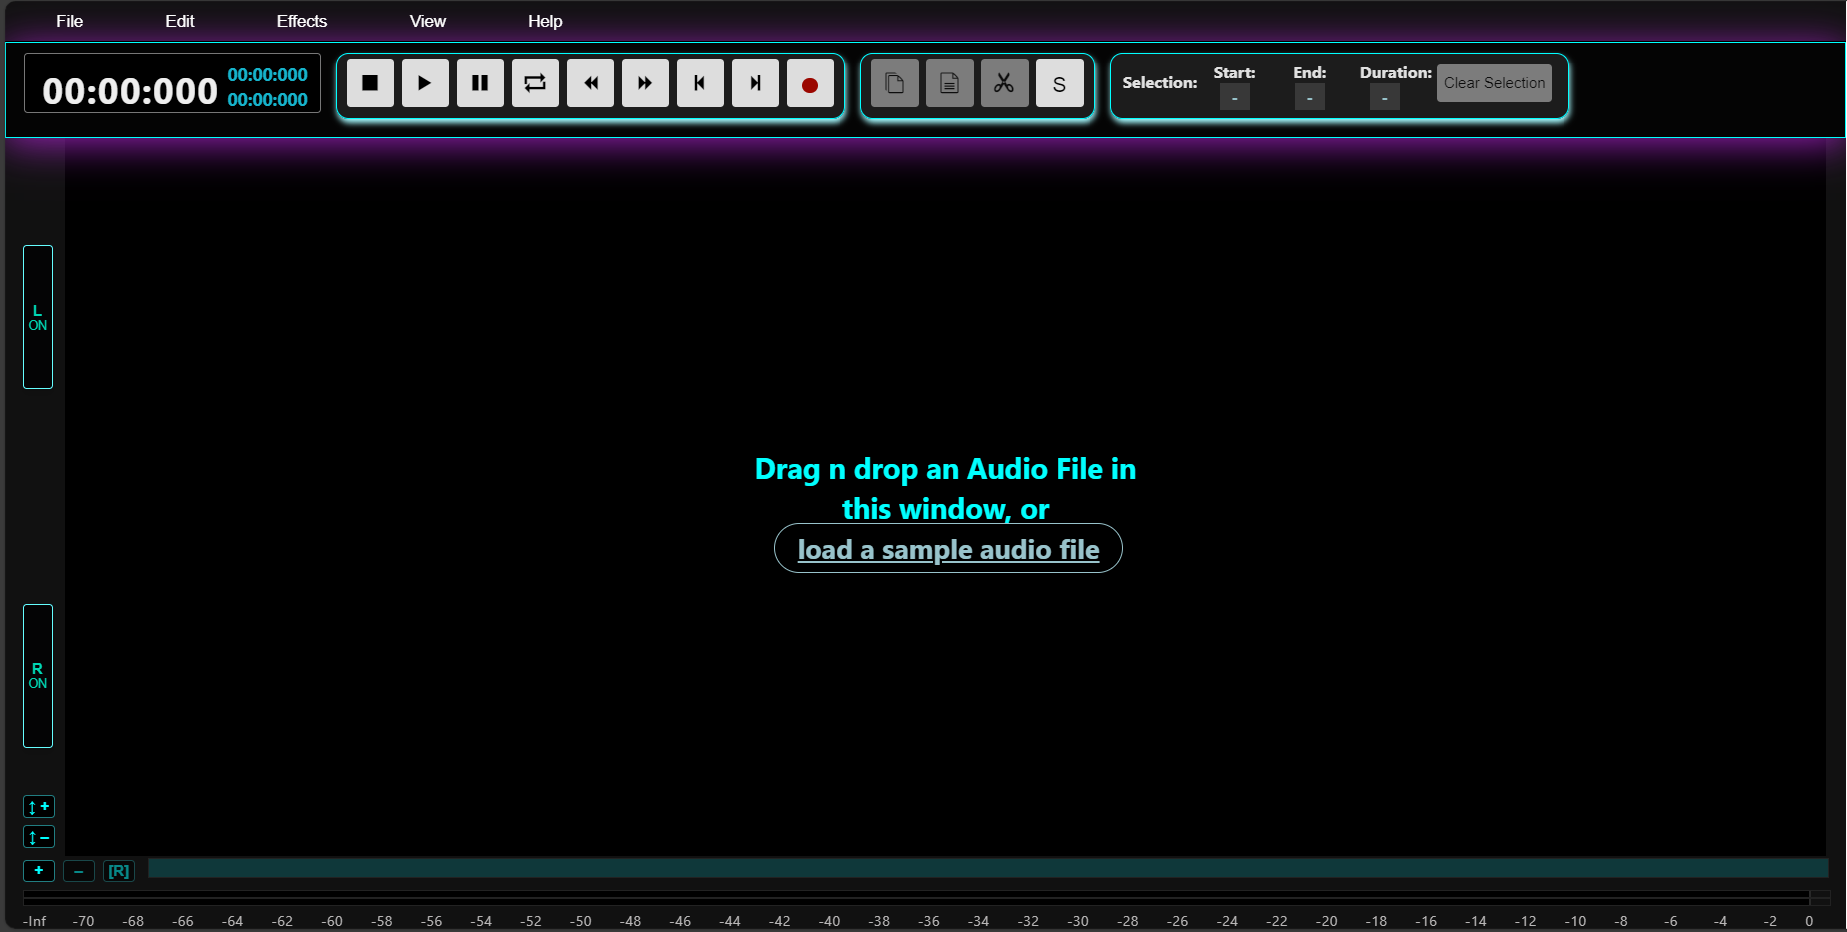 File Edit Effects View Help
00:00:000 00:00:000
00:00:000
S
Selection: Start: End: Duration: Clear Selection
- - -
L
ON
Drag n drop an Audio File in
this window, or
load a sample audio file
R
ON
↕ +
↕ −
+ − [R]
-Inf -70 -68 -66 -64 -62 -60 -58 -56 -54 -52 -50 -48 -46 -44 -42 -40 -38 -36 -34 -32 -30 -28 -26 -24 -22 -20 -18 -16 -14 -12 -10 -8 -6 -4 -2 0